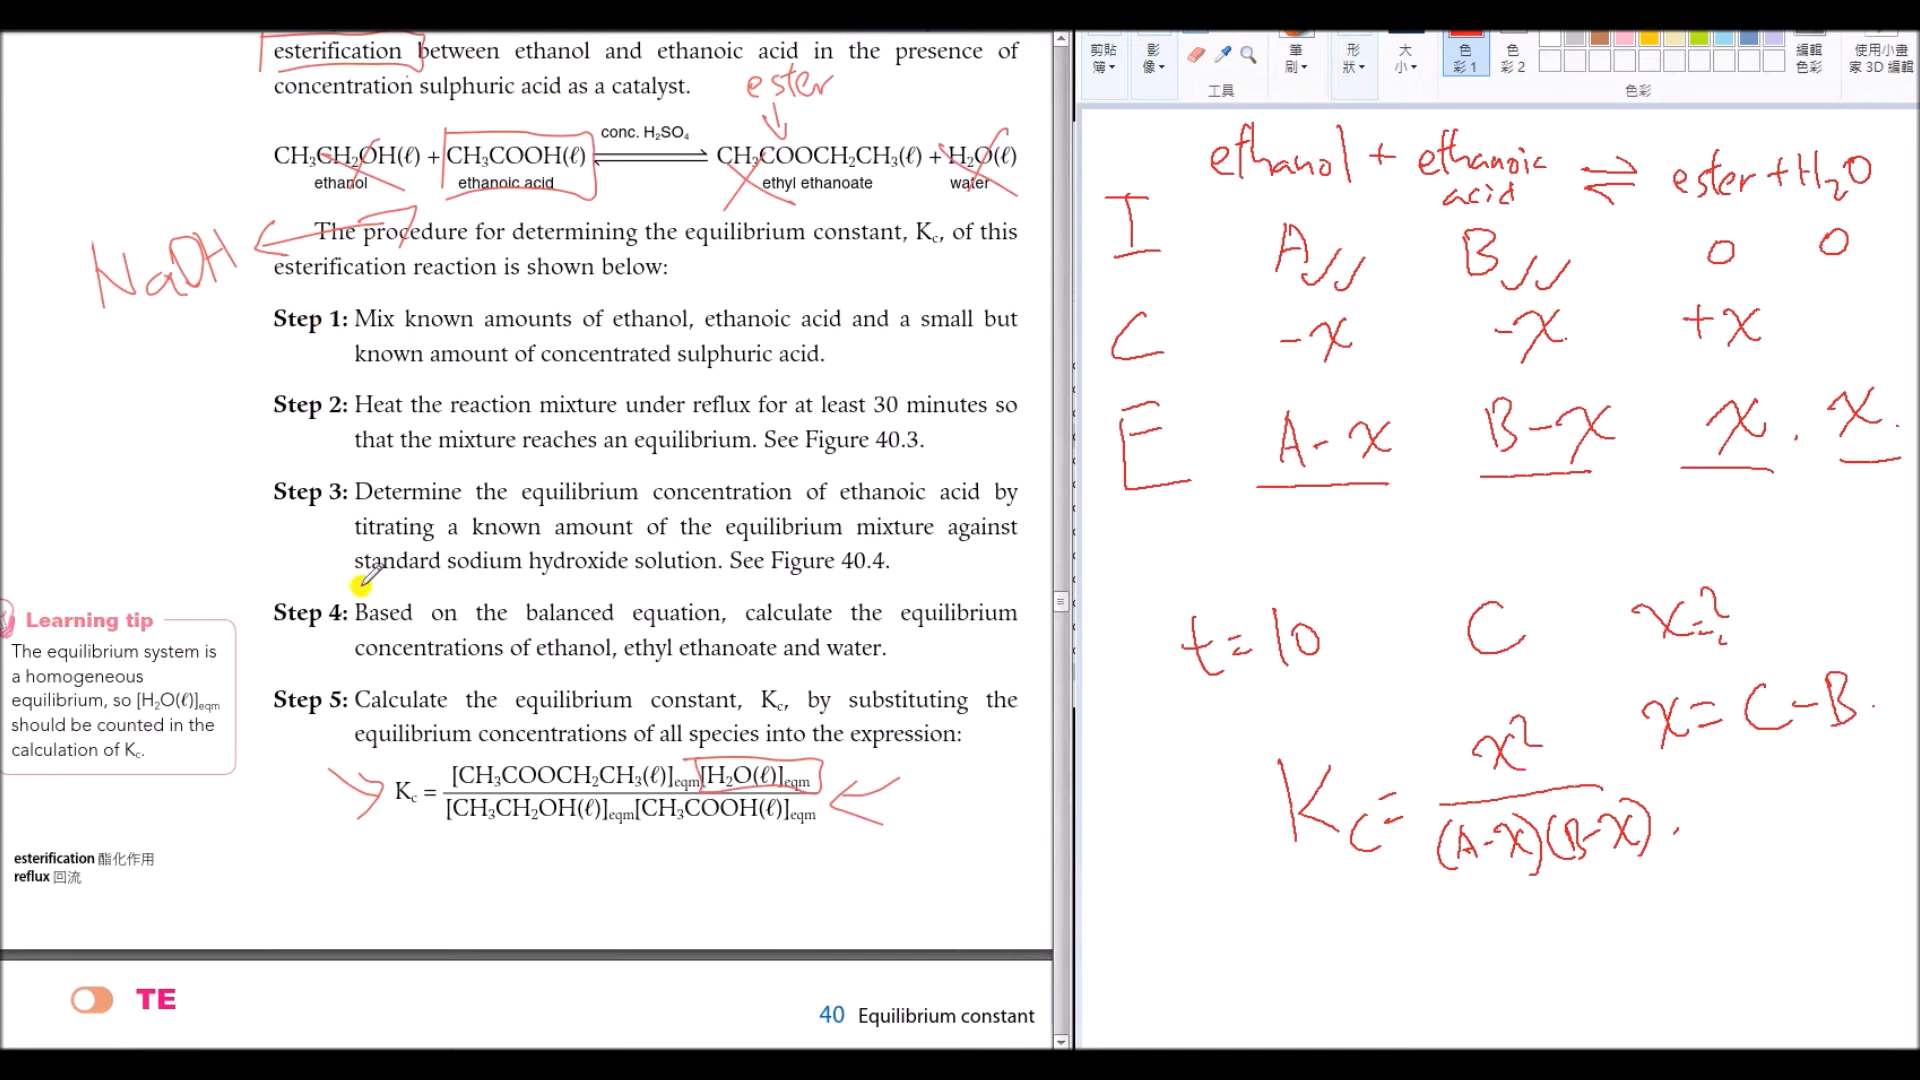 esterification between ethanol and ethanoic acid in the presence of
concentration sulphuric acid as a catalyst.
ester
conc. H₂SO₄
CH₃CH₂OH(ℓ) + CH₃COOH(ℓ) ⇌ CH₃COOCH₂CH₃(ℓ) + H₂O(ℓ)
ethanol ethanoic acid ethyl ethanoate water
NaOH
The procedure for determining the equilibrium constant, Kc, of this
esterification reaction is shown below:
Step 1: Mix known amounts of ethanol, ethanoic acid and a small but
known amount of concentrated sulphuric acid.
Step 2: Heat the reaction mixture under reflux for at least 30 minutes so
that the mixture reaches an equilibrium. See Figure 40.3.
Step 3: Determine the equilibrium concentration of ethanoic acid by
titrating a known amount of the equilibrium mixture against
standard sodium hydroxide solution. See Figure 40.4.
Step 4: Based on the balanced equation, calculate the equilibrium
concentrations of ethanol, ethyl ethanoate and water.
Step 5: Calculate the equilibrium constant, Kc, by substituting the
equilibrium concentrations of all species into the expression:
[CH₃COOCH₂CH₃(ℓ)]eqm[H₂O(ℓ)]eqm
Kc =
[CH₃CH₂OH(ℓ)]eqm[CH₃COOH(ℓ)]eqm
Learning tip
The equilibrium system is
a homogeneous
equilibrium, so [H₂O(ℓ)]eqm
should be counted in the
calculation of Kc.
esterification 酯化作用
reflux 回流
TE
40 Equilibrium constant
剪貼 影 筆 形 大 色 色 編輯 使用小畫
簿 像 刷 狀 小 彩 1 彩 2 色彩 家 3D 編輯
工具 色彩
ethanol + ethanoic ⇌ ester + H₂O
acid
I A B 0 0
C -x -x +x
E A-x B-x x. x.
t=10 C x=?
x=C-B.
x²
Kc=
(A-x)(B-x).